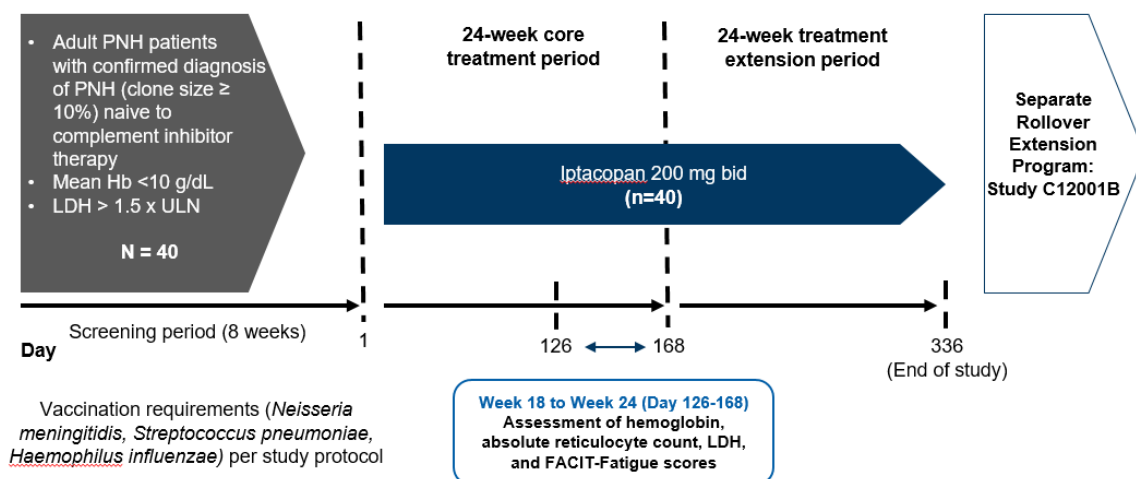 • Adult PNH patients
with confirmed diagnosis
of PNH (clone size ≥
10%) naive to
complement inhibitor
therapy
• Mean Hb <10 g/dL
• LDH > 1.5 x ULN
N = 40
24-week core
treatment period
24-week treatment
extension period
Iptacopan 200 mg bid
(n=40)
Separate
Rollover
Extension
Program:
Study C12001B
Screening period (8 weeks)
Day
1
126
168
336
(End of study)
Vaccination requirements (Neisseria
meningitidis, Streptococcus pneumoniae,
Haemophilus influenzae) per study protocol
Week 18 to Week 24 (Day 126-168)
Assessment of hemoglobin,
absolute reticulocyte count, LDH,
and FACIT-Fatigue scores